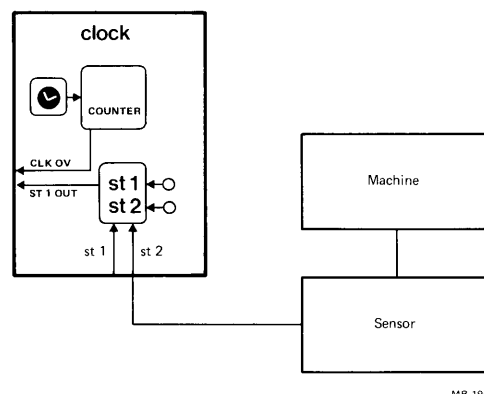 clock
COUNTER
CLK OV
ST 1 OUT
st 1
st 2
st 1
st 2
Machine
Sensor